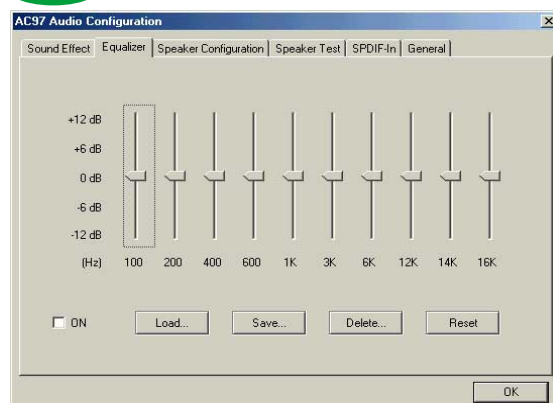 AC97 Audio Configuration
Sound Effect Equalizer Speaker Configuration Speaker Test SPDIF-In General
+12 dB
+6 dB
0 dB
-6 dB
-12 dB
(Hz) 100 200 400 600 1K 3K 6K 12K 14K 16K
ON Load... Save... Delete... Reset
OK